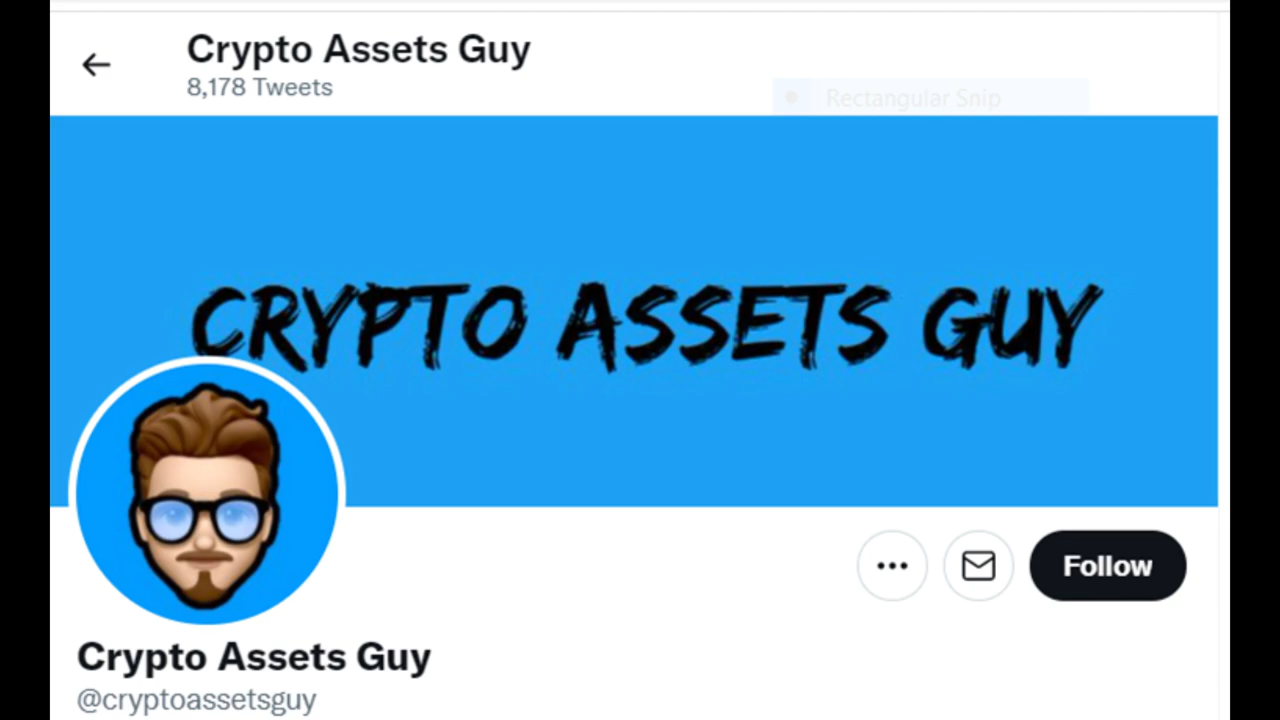 Crypto Assets Guy
8,178 Tweets
Rectangular Snip
CRYPTO ASSETS GUY
Follow
Crypto Assets Guy
@cryptoassetsguy